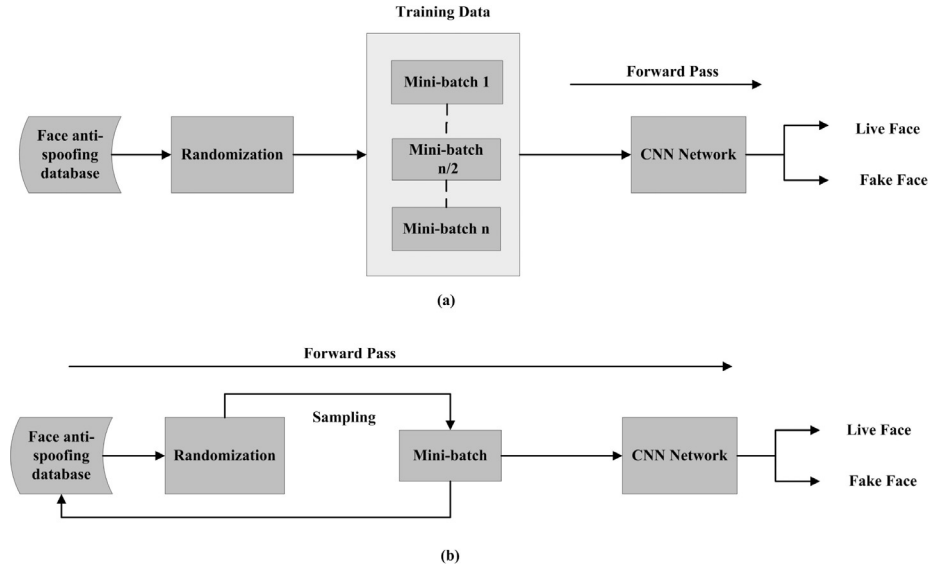 Training Data
Mini-batch 1
Forward Pass
Face anti-
spoofing
database
Randomization
Mini-batch
n/2
CNN Network
Live Face
Fake Face
Mini-batch n
(a)
Forward Pass
Sampling
Face anti-
spoofing
database
Randomization
Mini-batch
CNN Network
Live Face
Fake Face
(b)